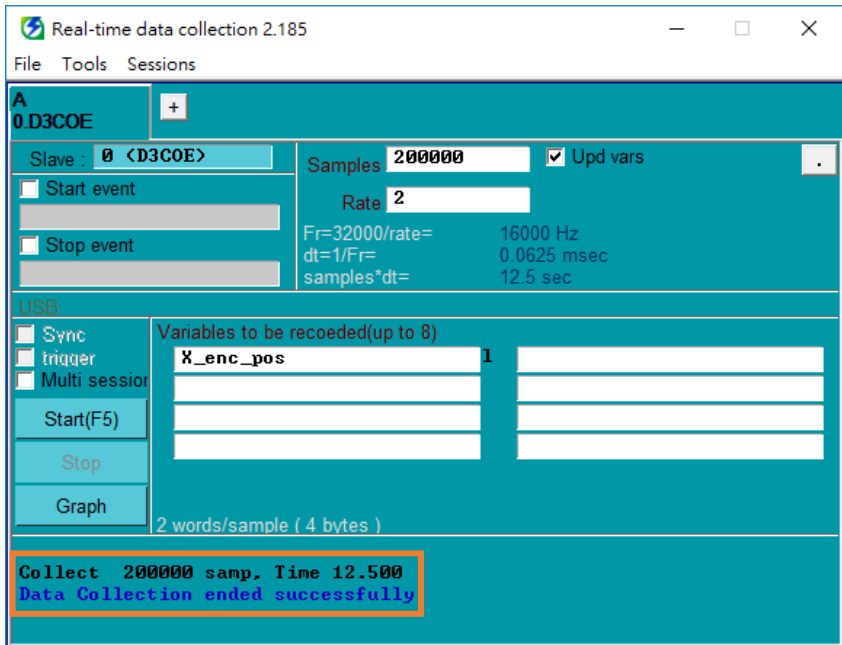 Real-time data collection 2.185
File Tools Sessions
A
0.D3COE
+
Slave : 0 (D3COE)
Start event
Stop event
Samples 200000
Upd vars
.
Rate 2
Fr=32000/rate= 16000 Hz
dt=1/Fr= 0.0625 msec
samples*dt= 12.5 sec
USB
Sync
trigger
Multi session
Start(F5)
Stop
Graph
Variables to be recoeded(up to 8)
X_enc_pos 1
2 words/sample ( 4 bytes )
Collect 200000 samp, Time 12.500
Data Collection ended successfully